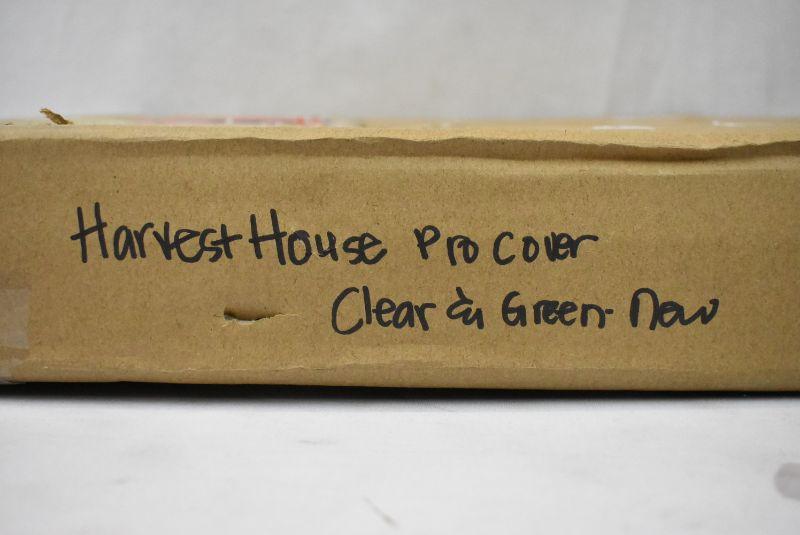 Harvest House Pro Cover
Clear & Green- New